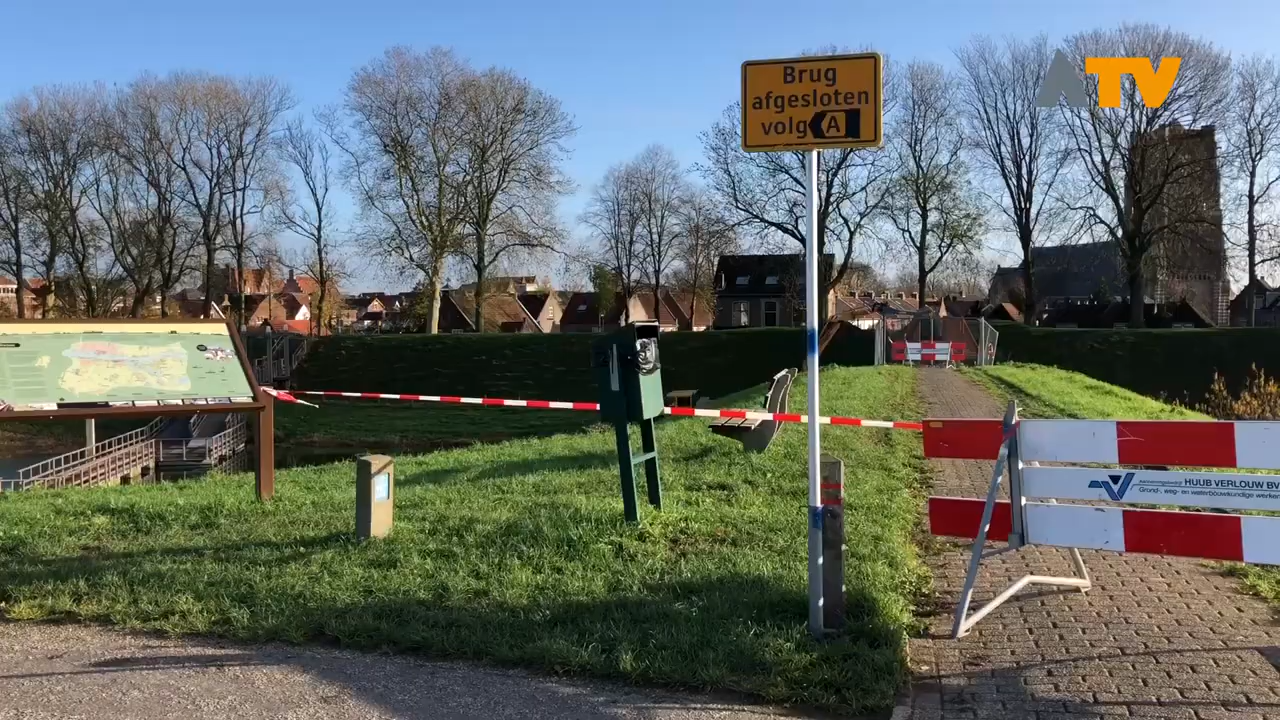 Brug
afgesloten
volg A
ATV
HUUB VERLOUW BV
Grond-, weg- en waterbouwkundige werken